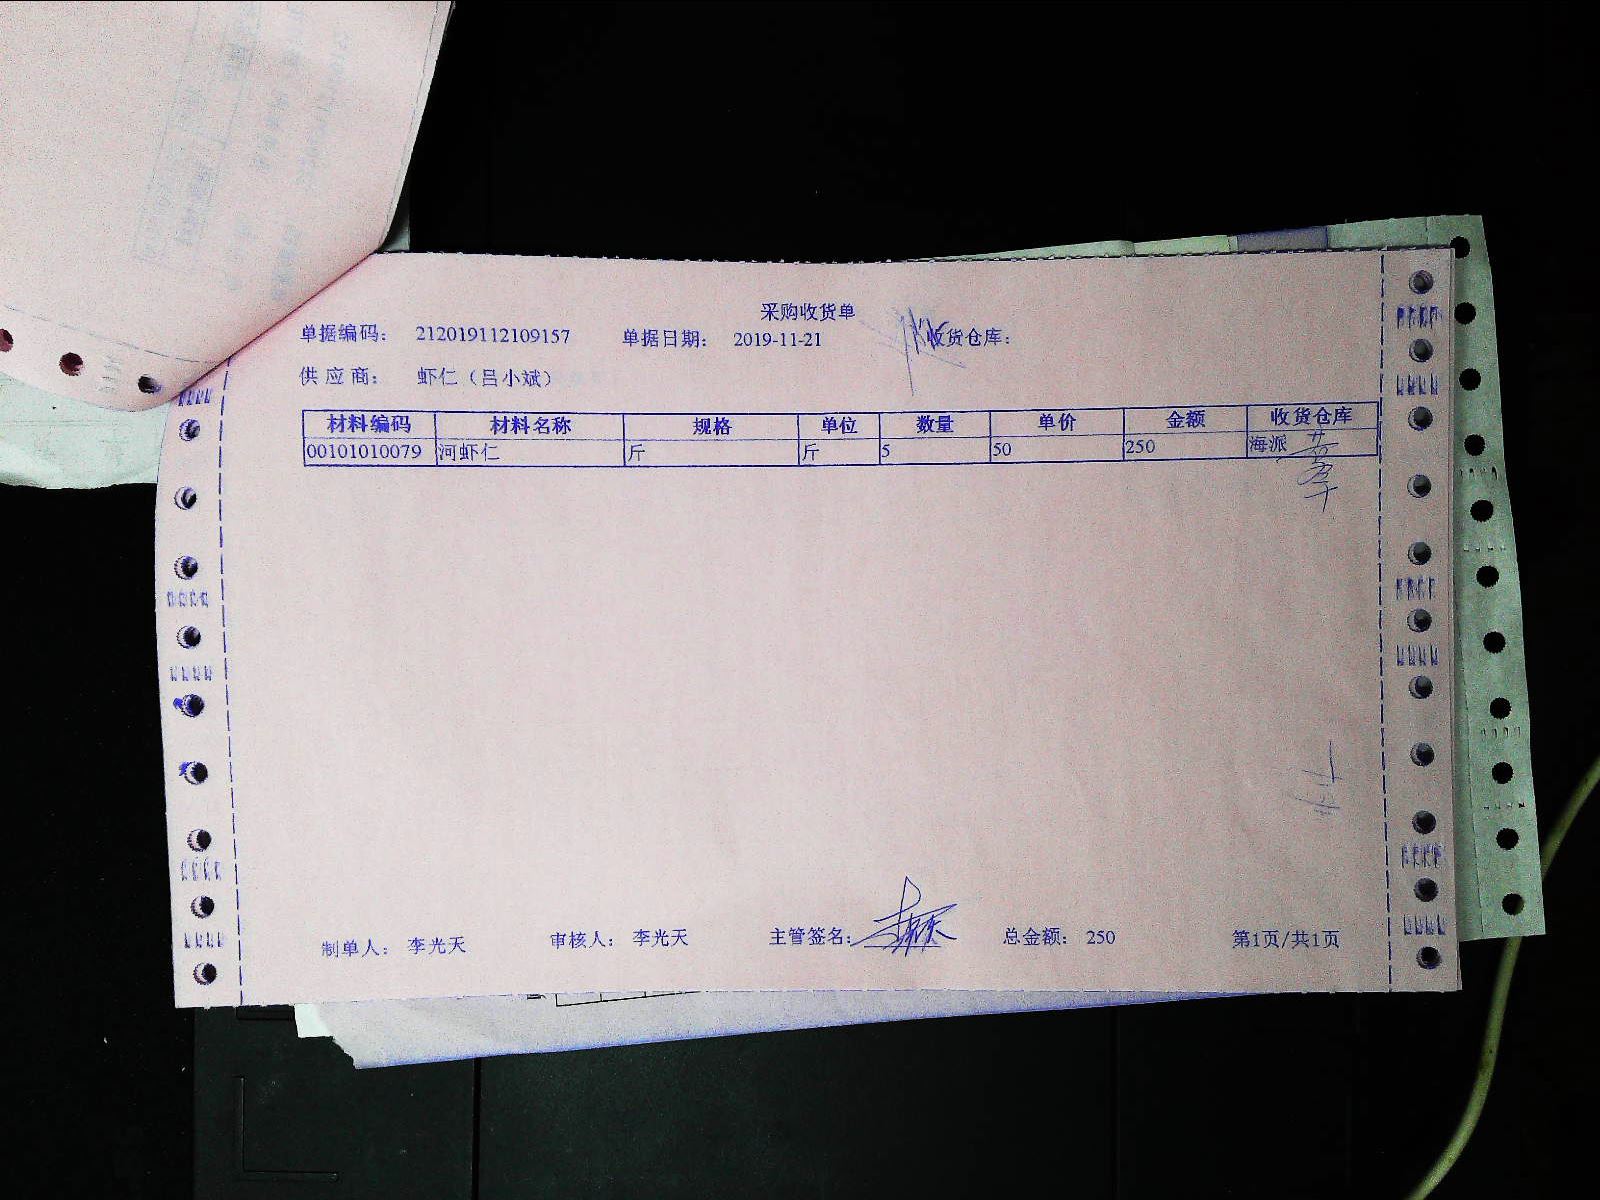 采购收货单
单据编码： 212019112109157 单据日期： 2019-11-21 收货仓库：
供 应 商： 虾仁（吕小斌）
材料编码 材料名称 规格 单位 数量 单价 金额 收货仓库
00101010079 河虾仁 斤 斤 5 50 250 海派
制单人： 李光天 审核人： 李光天 主管签名： 总金额： 250 第1页/共1页